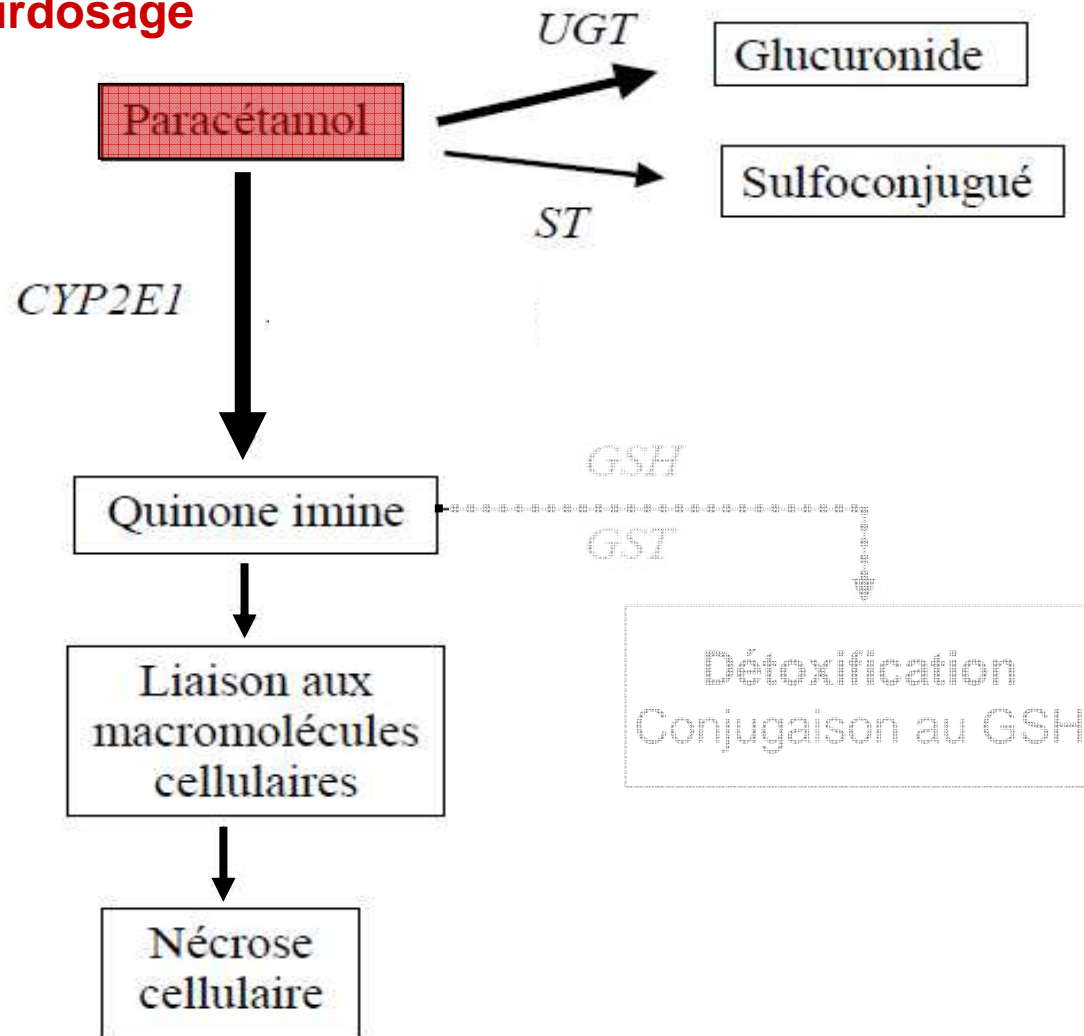 UGT
Glucuronide
Paracétamol
Sulfoconjugué
ST
CYP2E1
GSH
Quinone imine
GST
Liaison aux
macromolécules
cellulaires
Détoxification
Conjugaison au GSH
Nécrose
cellulaire